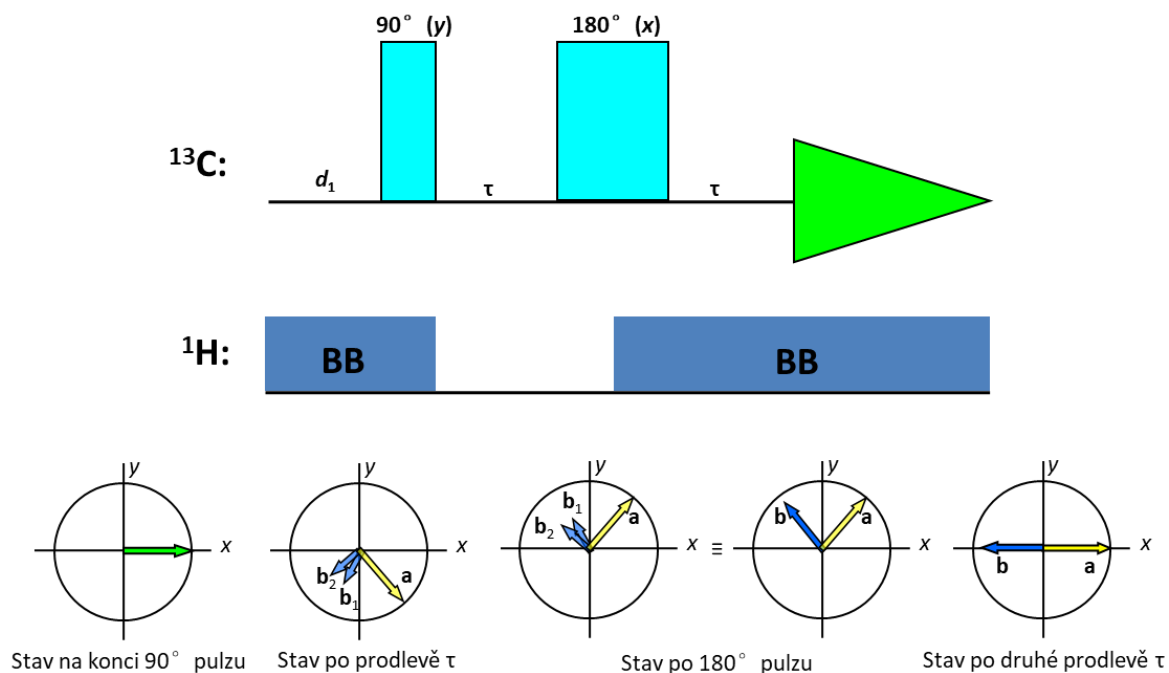 90° (y) 180° (x)
¹³C:
d₁ τ τ
¹H:
BB BB
y y y y y
x x x ≡ x x
b₂ b₁ a
b₂ b₁ a
b a
b a
Stav na konci 90° pulzu Stav po prodlevě τ Stav po 180° pulzu Stav po druhé prodlevě τ